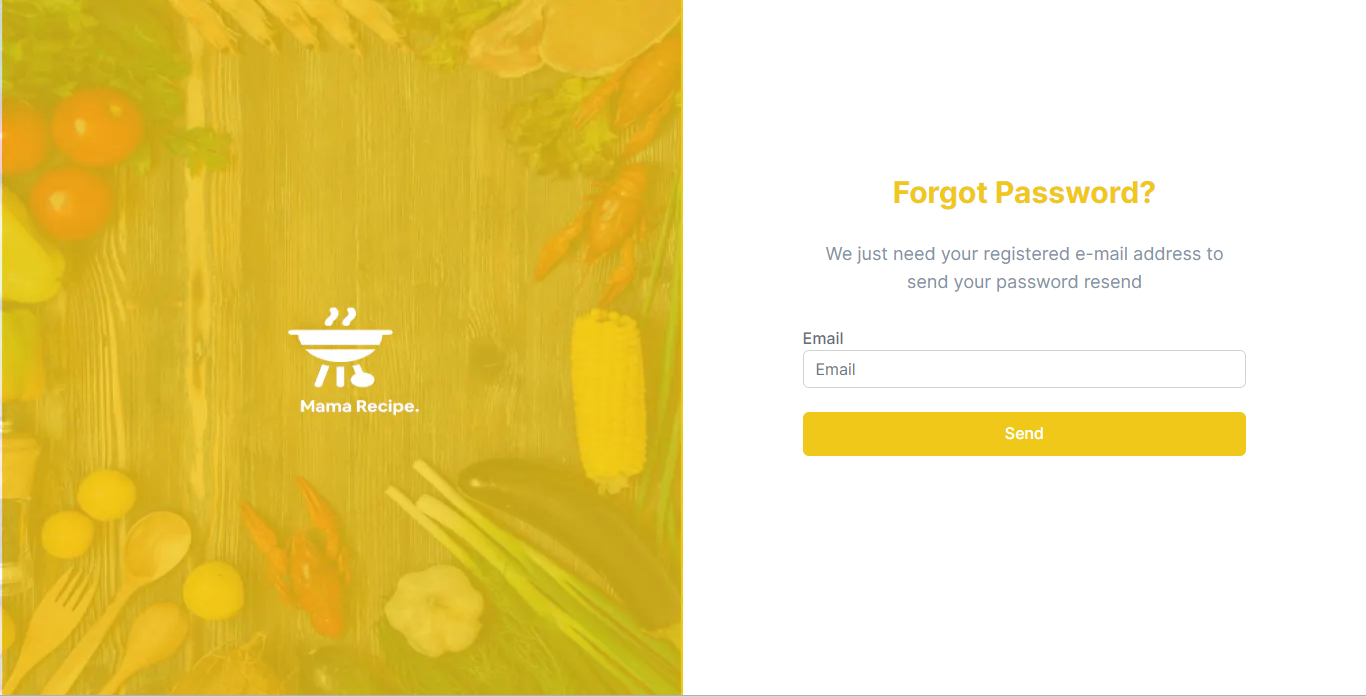 Mama Recipe.
Forgot Password?
We just need your registered e-mail address to
send your password resend
Email
Email
Send